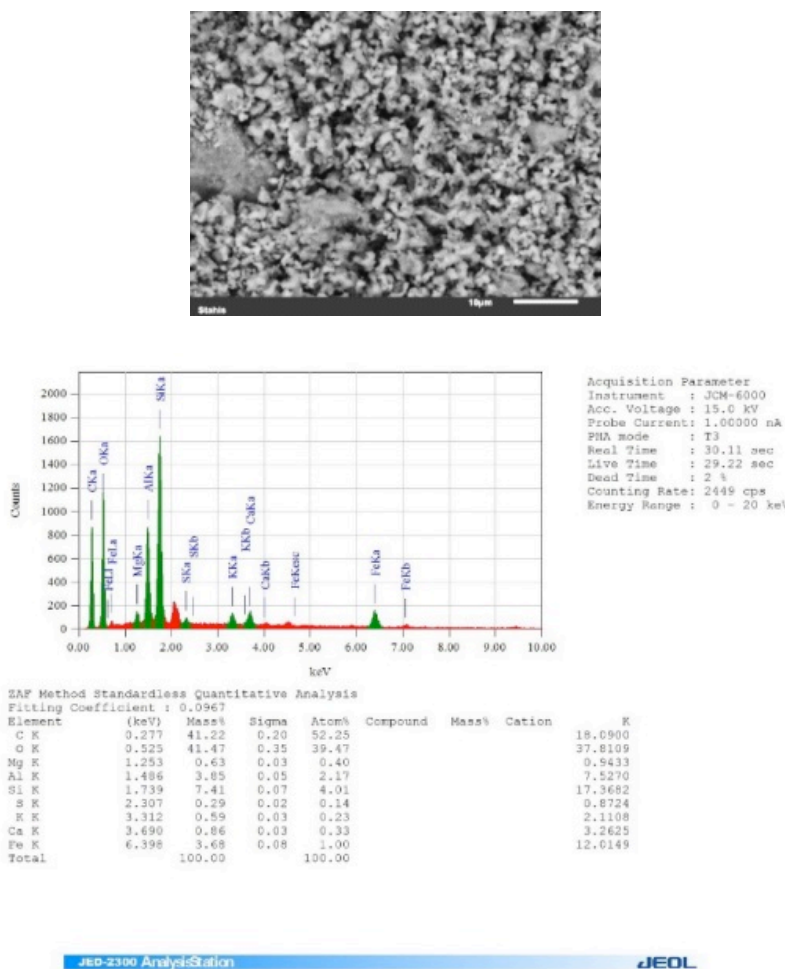 Stahis 10µm
Acquisition Parameter
Instrument : JCM-6000
Acc. Voltage : 15.0 kV
Probe Current: 1.00000 nA
PHA mode : T3
Real Time : 30.11 sec
Live Time : 29.22 sec
Dead Time : 2 %
Counting Rate: 2449 cps
Energy Range : 0 - 20 keV
Counts
2000
1800
1600
1400
1200
1000
800
600
400
200
0
CKa OKa FeLl FeLa MgKa AlKa SiKa SKa SKb KKa KKb CaKa CaKb FeKesc FeKa FeKb
0.00 1.00 2.00 3.00 4.00 5.00 6.00 7.00 8.00 9.00 10.00
keV
ZAF Method Standardless Quantitative Analysis
Fitting Coefficient : 0.0967
Element (keV) Mass% Sigma Atom% Compound Mass% Cation K
C K 0.277 41.22 0.20 52.25 18.0900
O K 0.525 41.47 0.35 39.47 37.8109
Mg K 1.253 0.63 0.03 0.40 0.9433
Al K 1.486 3.85 0.05 2.17 7.5270
Si K 1.739 7.41 0.07 4.01 17.3682
S K 2.307 0.29 0.02 0.14 0.8724
K K 3.312 0.59 0.03 0.23 2.1108
Ca K 3.690 0.86 0.03 0.33 3.2625
Fe K 6.398 3.68 0.08 1.00 12.0149
Total 100.00 100.00
JED-2300 AnalysisStation JEOL